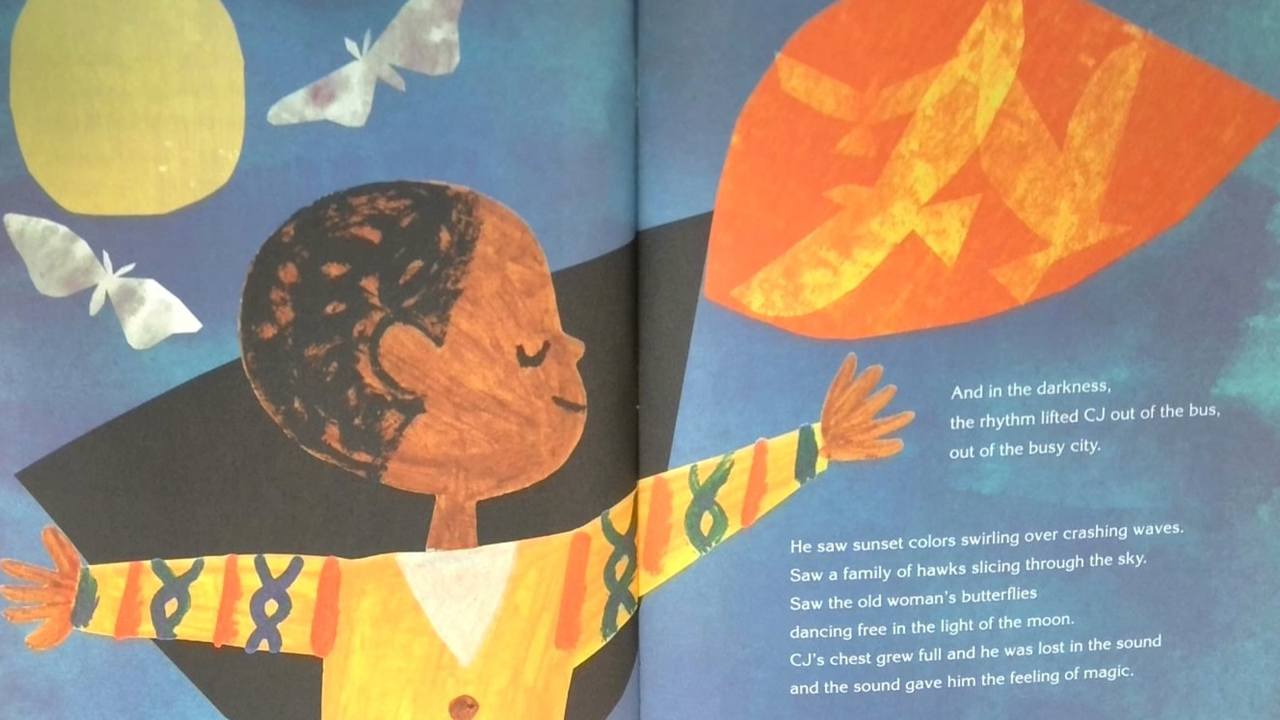 And in the darkness,
the rhythm lifted CJ out of the bus,
out of the busy city.
He saw sunset colors swirling over crashing waves.
Saw a family of hawks slicing through the sky.
Saw the old woman's butterflies
dancing free in the light of the moon.
CJ's chest grew full and he was lost in the sound
and the sound gave him the feeling of magic.